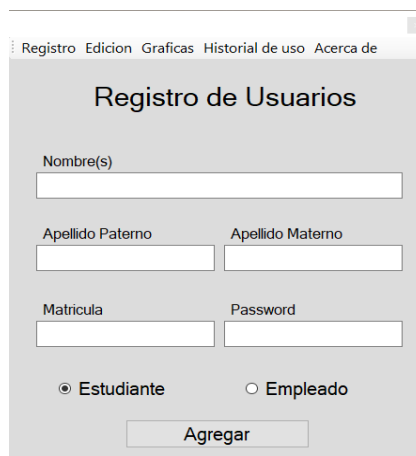 Registro Edicion Graficas Historial de uso Acerca de
Registro de Usuarios
Nombre(s)
Apellido Paterno Apellido Materno
Matricula Password
Estudiante Empleado
Agregar